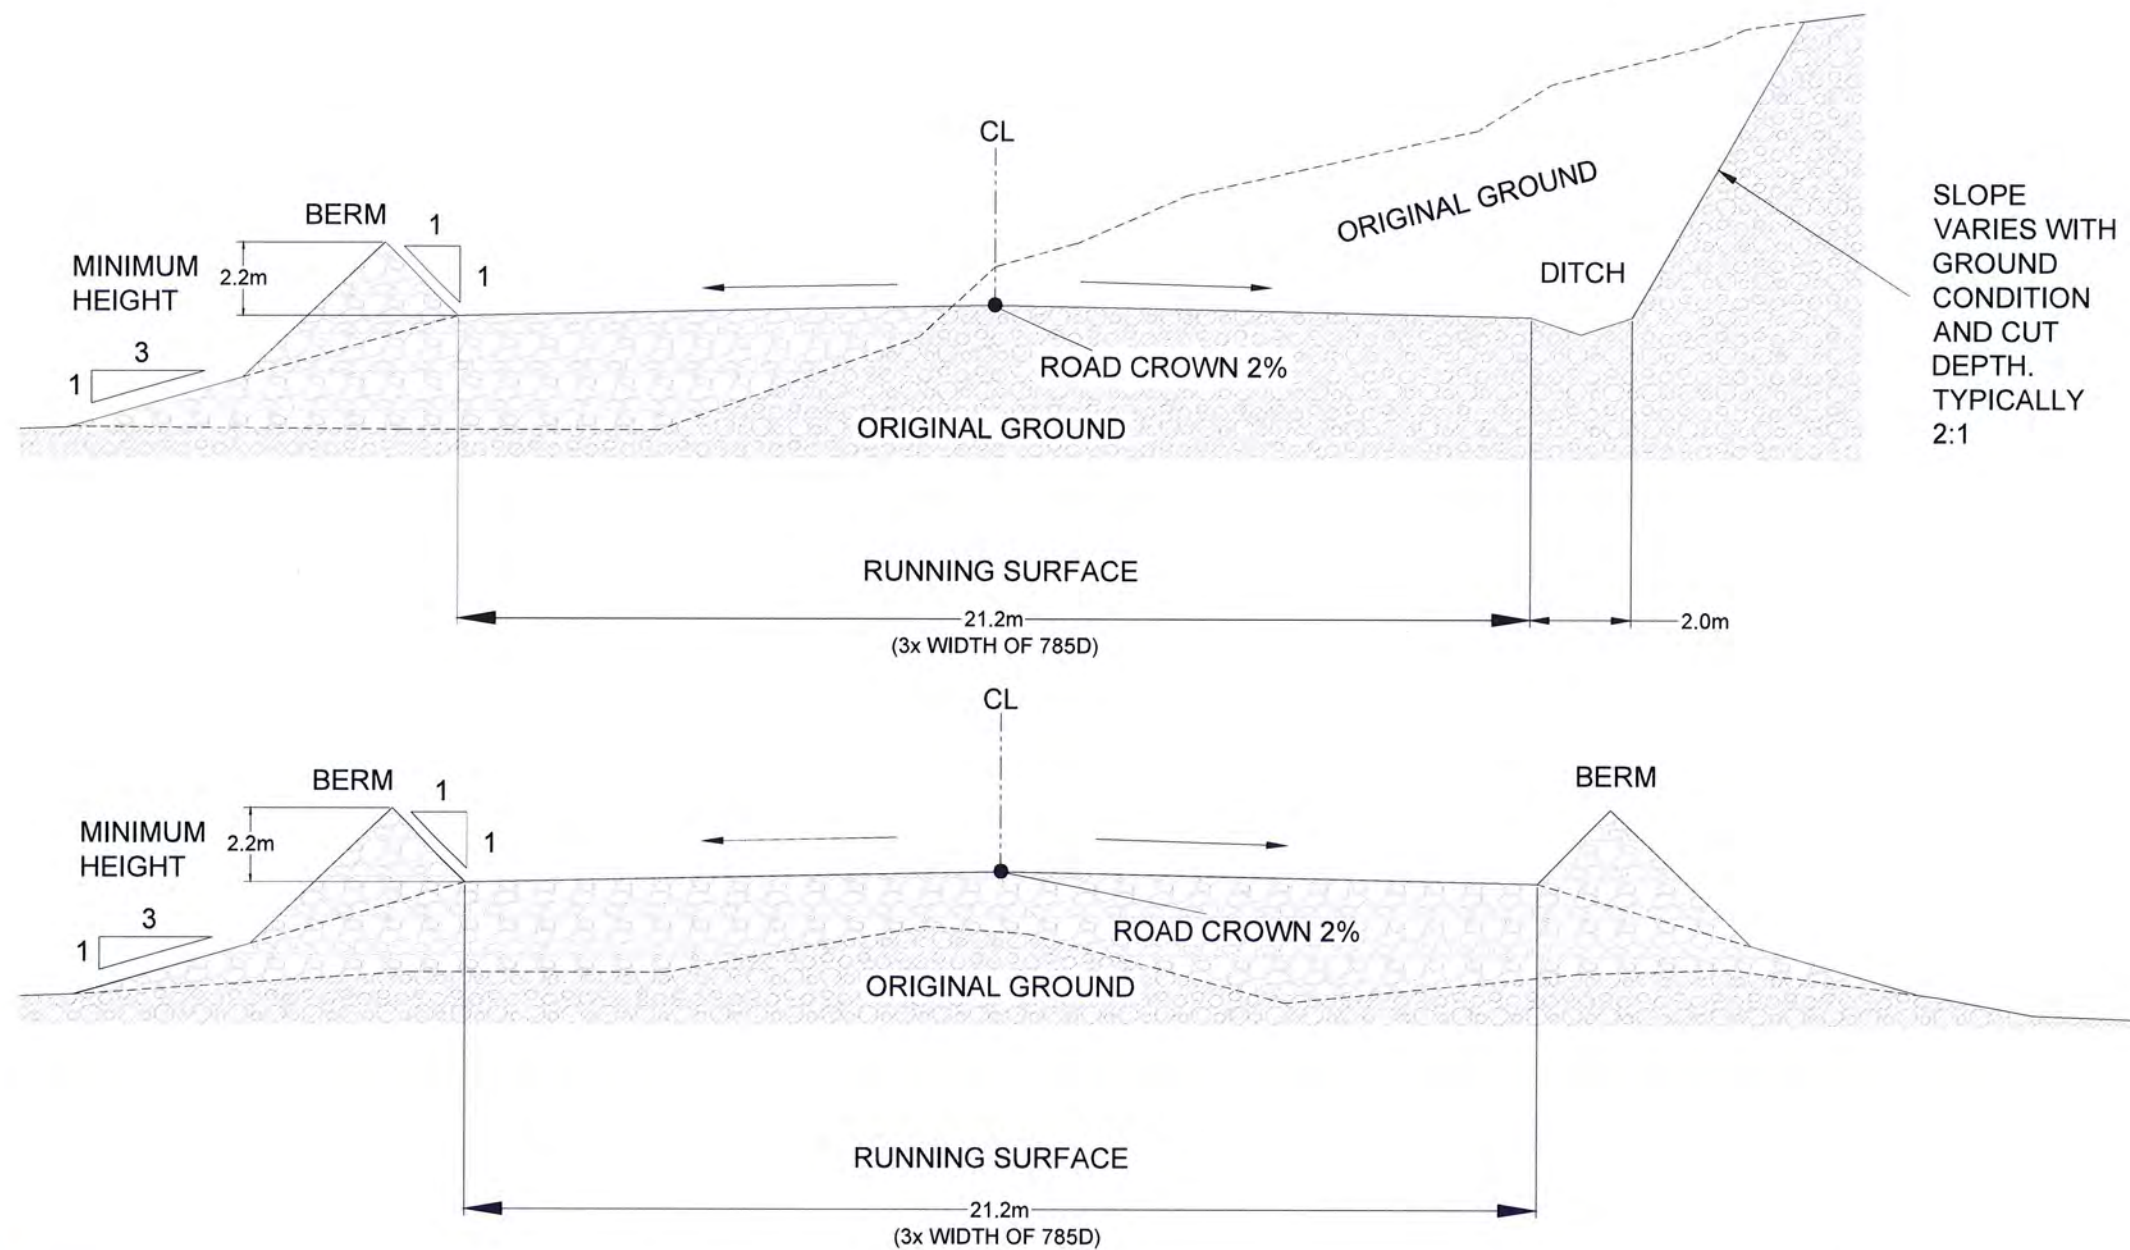 CL
BERM
1
1
MINIMUM
HEIGHT
2.2m
3
1
ORIGINAL GROUND
DITCH
SLOPE
VARIES WITH
GROUND
CONDITION
AND CUT
DEPTH.
TYPICALLY
2:1
ROAD CROWN 2%
ORIGINAL GROUND
RUNNING SURFACE
21.2m
(3x WIDTH OF 785D)
2.0m
CL
BERM
1
1
MINIMUM
HEIGHT
2.2m
3
1
BERM
ROAD CROWN 2%
ORIGINAL GROUND
RUNNING SURFACE
21.2m
(3x WIDTH OF 785D)